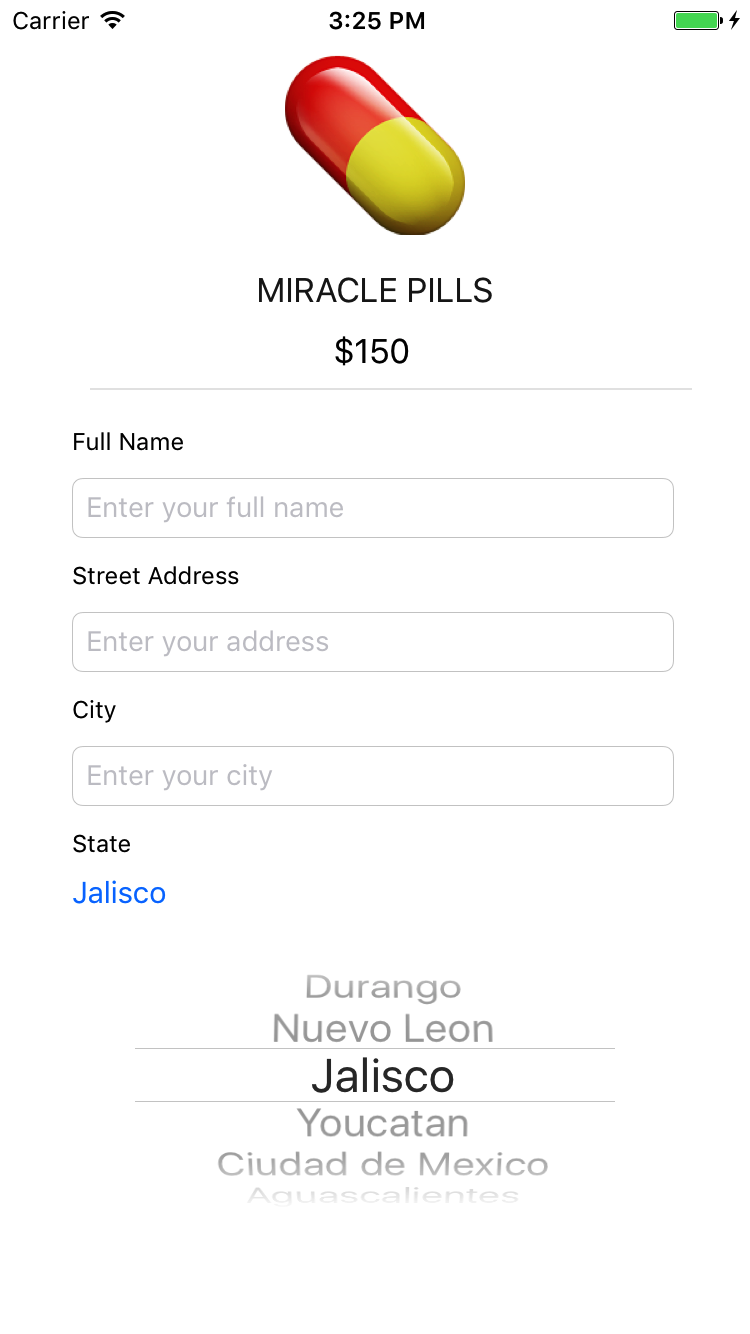 Carrier 3:25 PM
MIRACLE PILLS
$150
Full Name
Enter your full name
Street Address
Enter your address
City
Enter your city
State
Jalisco
Durango
Nuevo Leon
Jalisco
Youcatan
Ciudad de Mexico
Aguascalientes